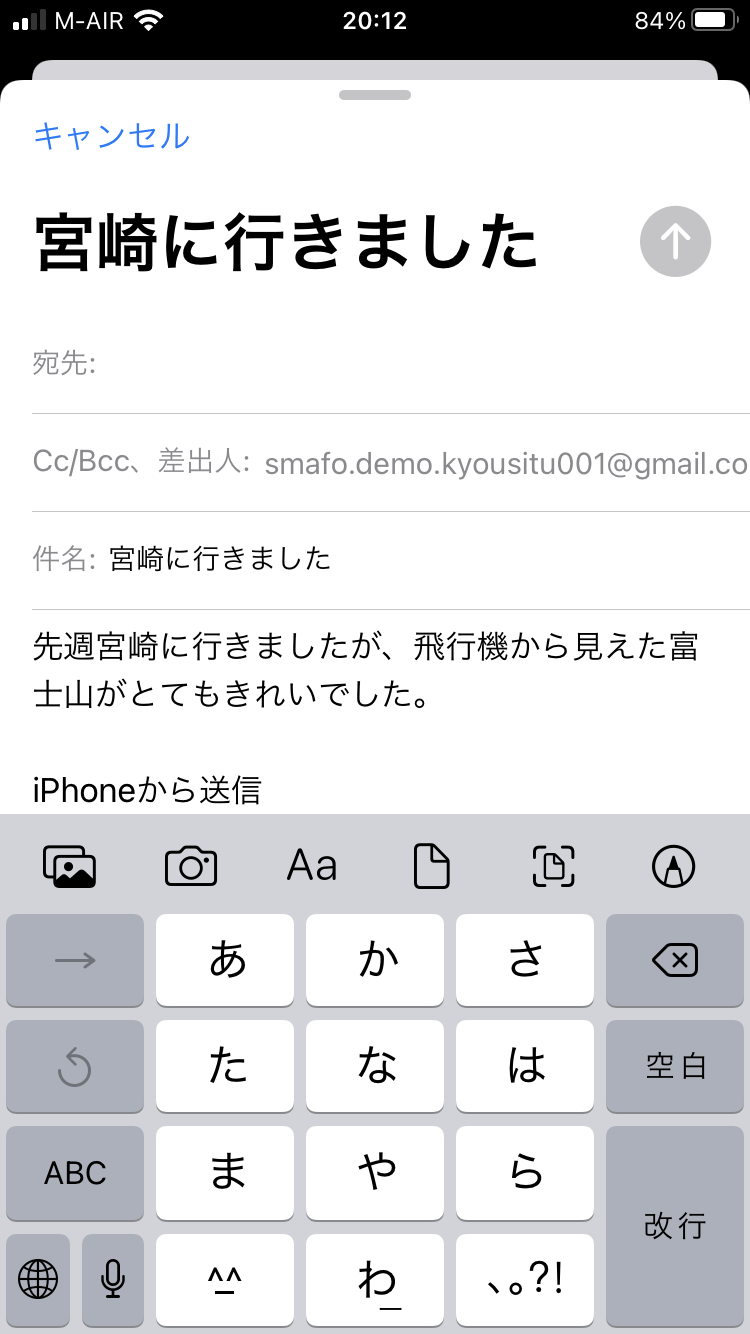 M-AIR 20:12 84%
キャンセル
宮崎に行きました
宛先:
Cc/Bcc、差出人: smafo.demo.kyousitu001@gmail.co
件名: 宮崎に行きました
先週宮崎に行きましたが、飛行機から見えた富
士山がとてもきれいでした。
iPhoneから送信
Aa
→ あ か さ
た な は 空白
ABC ま や ら 改行
^_^ わ_ 、。?!